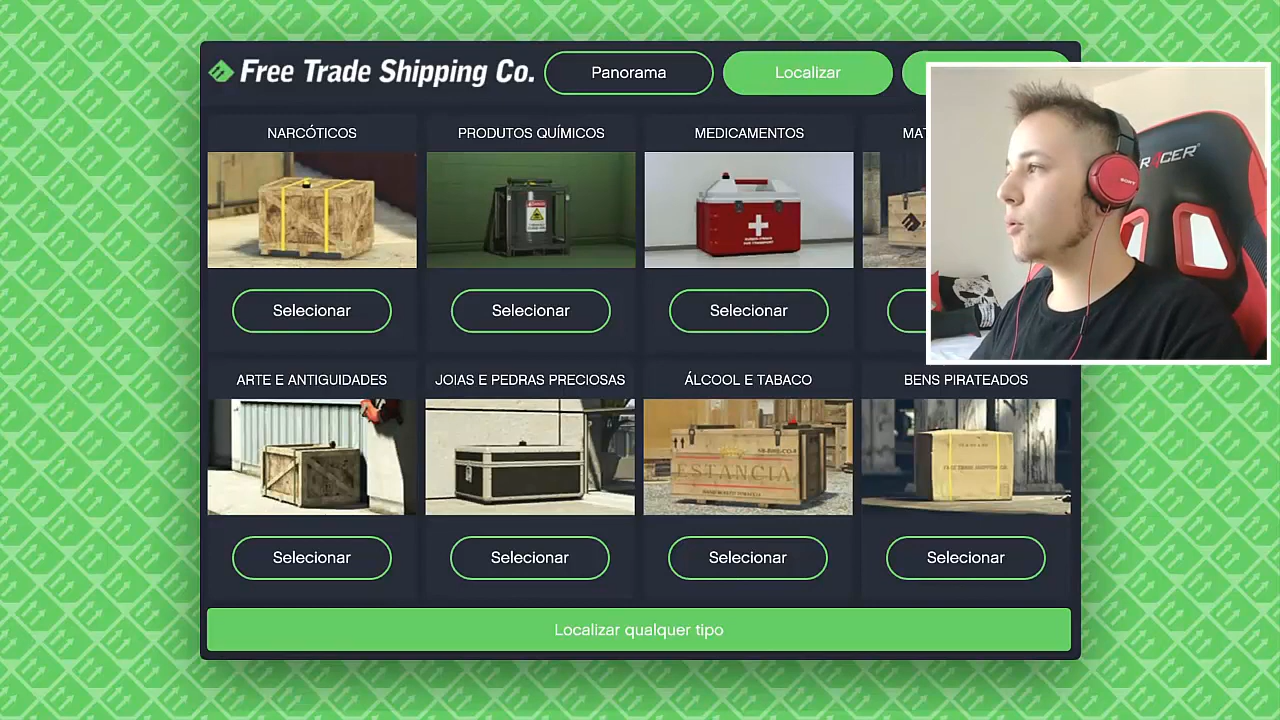 Free Trade Shipping Co.
Panorama
Localizar
NARCÓTICOS
PRODUTOS QUÍMICOS
MEDICAMENTOS
MAT
Selecionar
Selecionar
Selecionar
ARTE E ANTIGUIDADES
JOIAS E PEDRAS PRECIOSAS
ÁLCOOL E TABACO
BENS PIRATEADOS
ESTANCIA
Selecionar
Selecionar
Selecionar
Selecionar
Localizar qualquer tipo
SONY